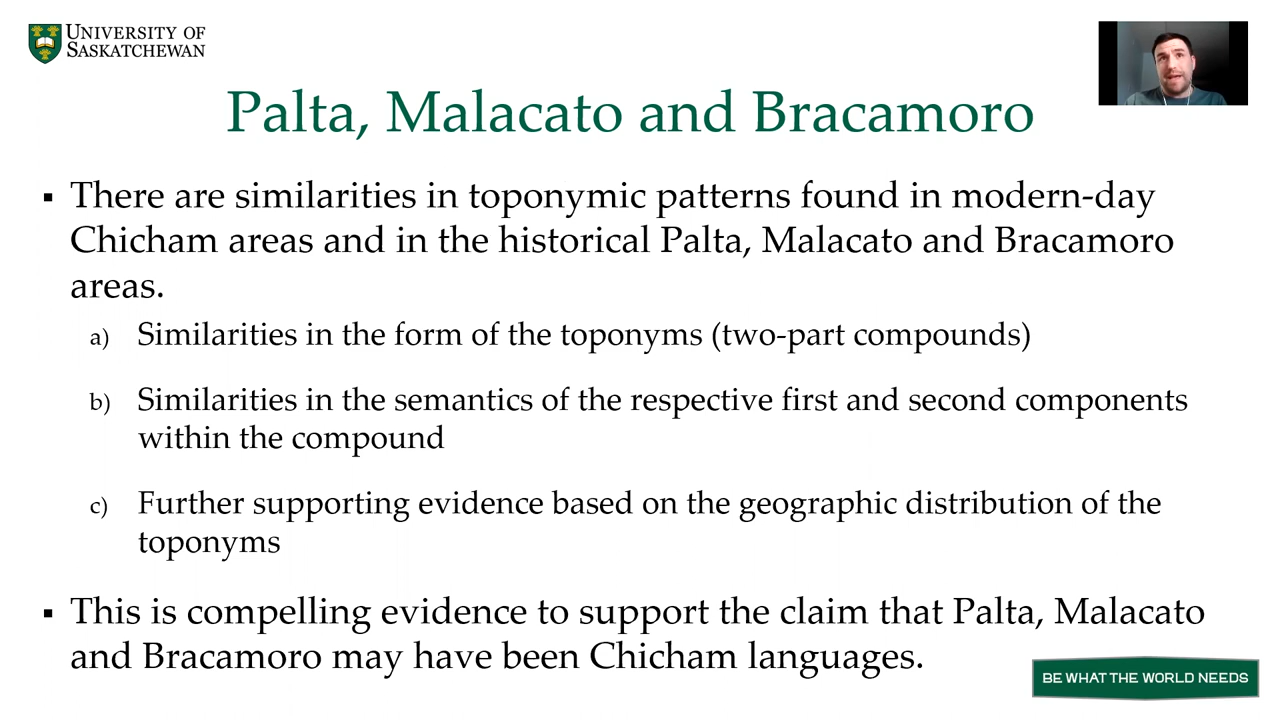 UNIVERSITY OF
SASKATCHEWAN
Palta, Malacato and Bracamoro
▪ There are similarities in toponymic patterns found in modern-day
Chicham areas and in the historical Palta, Malacato and Bracamoro
areas.
a) Similarities in the form of the toponyms (two-part compounds)
b) Similarities in the semantics of the respective first and second components
within the compound
c) Further supporting evidence based on the geographic distribution of the
toponyms
▪ This is compelling evidence to support the claim that Palta, Malacato
and Bracamoro may have been Chicham languages.
BE WHAT THE WORLD NEEDS